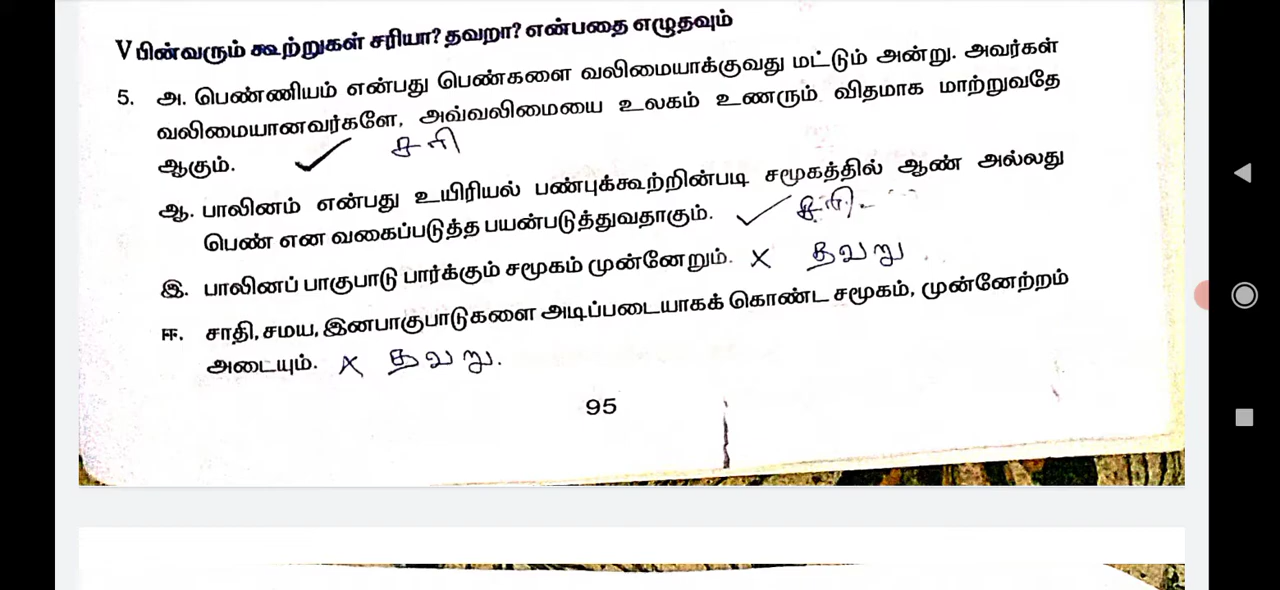 V பின்வரும் கூற்றுகள் சரியா? தவறா? என்பதை எழுதவும்
5. அ. பெண்ணியம் என்பது பெண்களை வலிமையாக்குவது மட்டும் அன்று. அவர்கள்
வலிமையானவர்களே, அவ்வலிமையை உலகம் உணரும் விதமாக மாற்றுவதே
ஆகும். ✓ சரி
ஆ. பாலினம் என்பது உயிரியல் பண்புக்கூற்றின்படி சமூகத்தில் ஆண் அல்லது
பெண் என வகைப்படுத்த பயன்படுத்துவதாகும். ✓ சரி.
இ. பாலினப் பாகுபாடு பார்க்கும் சமூகம் முன்னேறும். × தவறு
ஈ. சாதி, சமய, இனபாகுபாடுகளை அடிப்படையாகக் கொண்ட சமூகம், முன்னேற்றம்
அடையும். × தவறு.
95